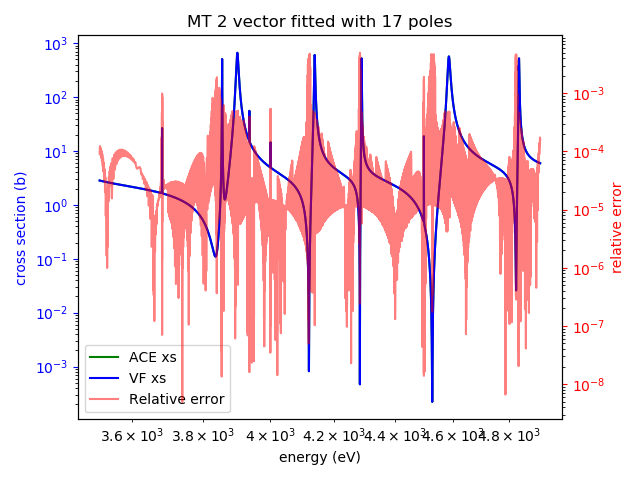 MT 2 vector fitted with 17 poles
10³
10²
10¹
10⁰
10⁻¹
10⁻²
10⁻³
cross section (b)
10⁻³
10⁻⁴
10⁻⁵
10⁻⁶
10⁻⁷
10⁻⁸
relative error
ACE xs
VF xs
Relative error
3.6 × 10³ 3.8 × 10³ 4 × 10³ 4.2 × 10³ 4.4 × 10³ 4.6 × 10³ 4.8 × 10³
energy (eV)